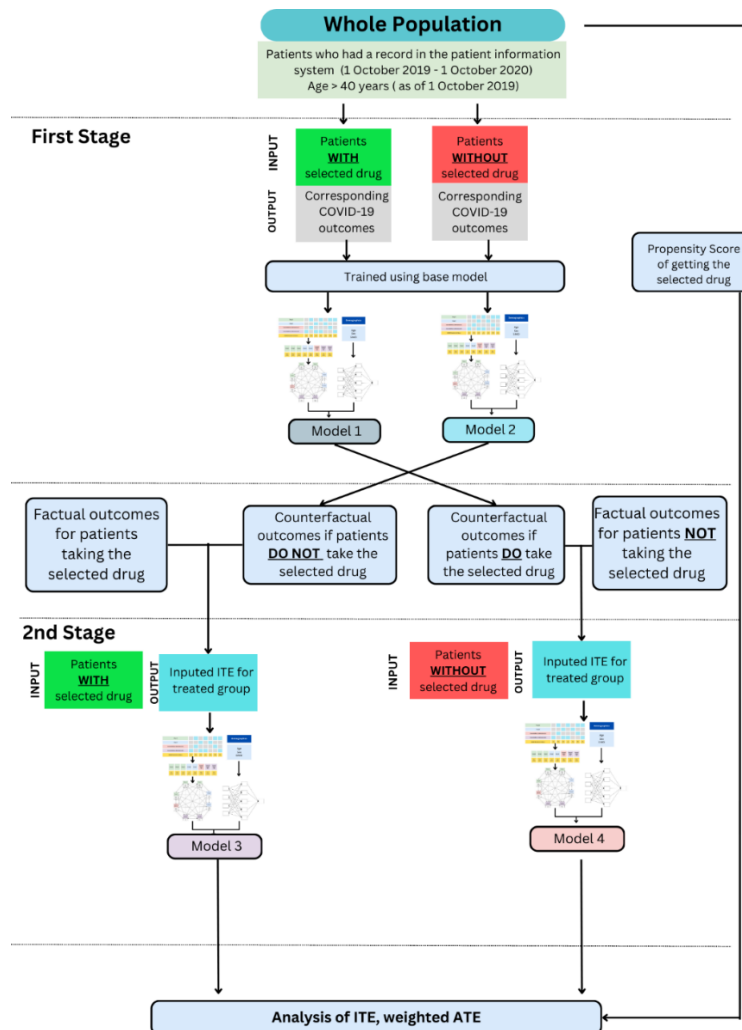 Whole Population
Patients who had a record in the patient information
system (1 October 2019 - 1 October 2020)
Age > 40 years ( as of 1 October 2019)
First Stage
INPUT
Patients
WITH
selected drug
Patients
WITHOUT
selected drug
OUTPUT
Corresponding
COVID-19
outcomes
Corresponding
COVID-19
outcomes
Propensity Score
of getting the
selected drug
Trained using base model
Model 1
Model 2
Factual outcomes
for patients
taking the
selected drug
Counterfactual
outcomes if patients
DO NOT take the
selected drug
Counterfactual
outcomes if
patients DO take
the selected drug
Factual outcomes
for patients NOT
taking the
selected drug
2nd Stage
INPUT
Patients
WITH
selected drug
OUTPUT
Inputed ITE for
treated group
INPUT
Patients
WITHOUT
selected drug
OUTPUT
Inputed ITE for
treated group
Model 3
Model 4
Analysis of ITE, weighted ATE